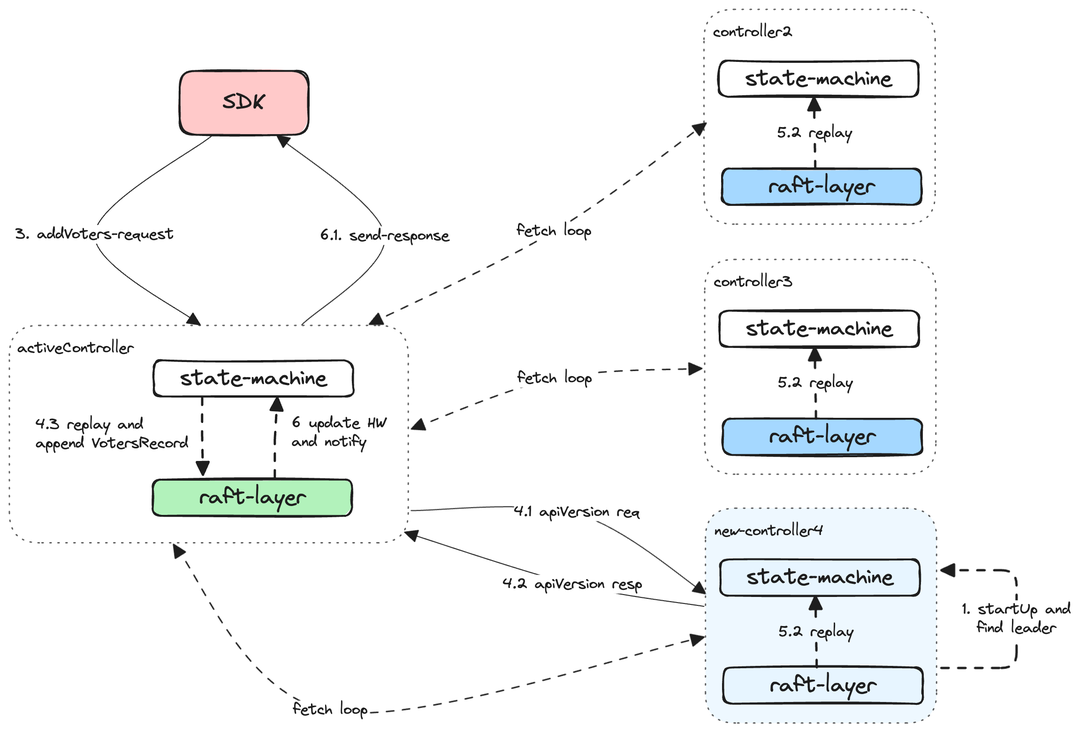 controller2
state-machine
5.2 replay
raft-layer
SDK
3. addVoters-request
6.1. send-response
fetch loop
controller3
state-machine
5.2 replay
raft-layer
activeController
state-machine
4.3 replay and
append VotersRecord
6 update HW
and notify
raft-layer
fetch loop
4.1 apiVersion req
4.2 apiVersion resp
new-controller4
state-machine
5.2 replay
raft-layer
1. startUp and
find leader
fetch loop